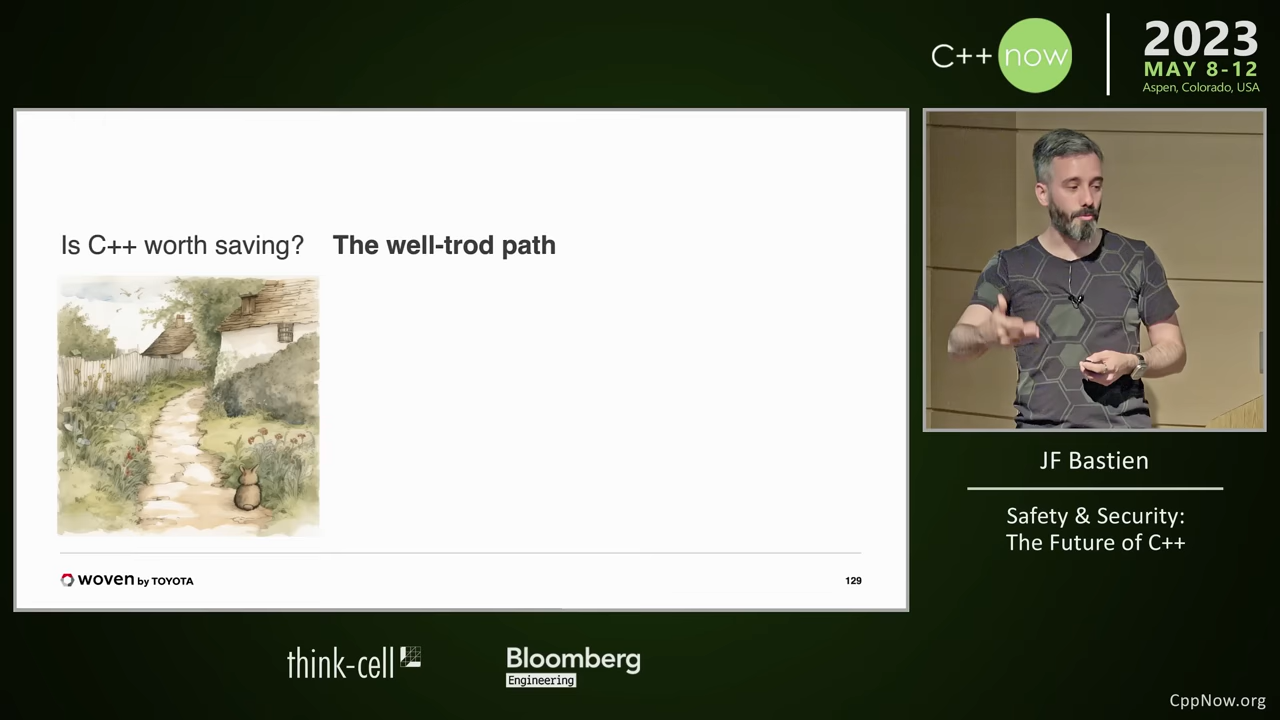 C++ now
2023
MAY 8-12
Aspen, Colorado, USA
Is C++ worth saving? The well-trod path
woven by TOYOTA
129
JF Bastien
Safety & Security:
The Future of C++
think-cell
Bloomberg
Engineering
CppNow.org